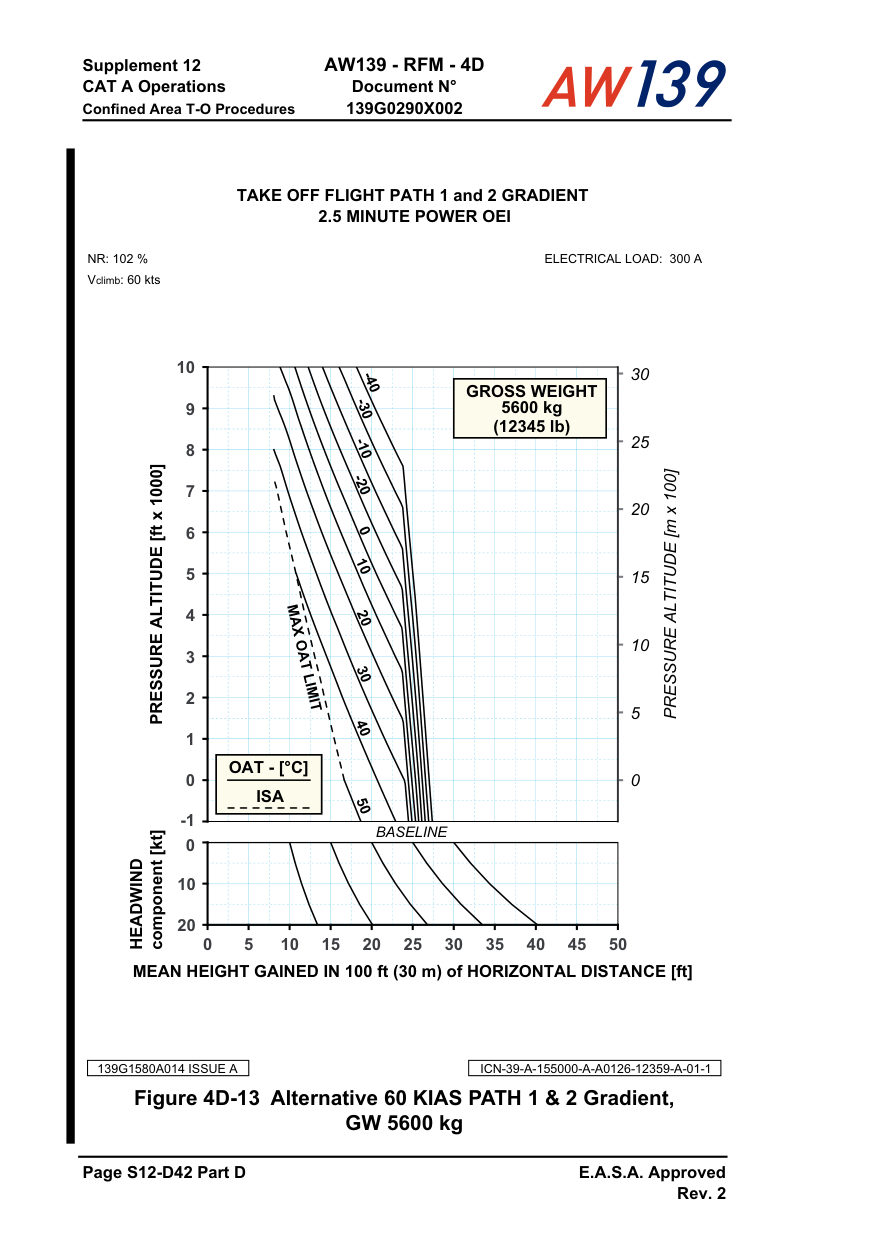 Supplement 12
CAT A Operations
Confined Area T-O Procedures
AW139 - RFM - 4D
Document N°
139G0290X002
AW139
TAKE OFF FLIGHT PATH 1 and 2 GRADIENT
2.5 MINUTE POWER OEI
NR: 102 %
ELECTRICAL LOAD: 300 A
Vclimb: 60 kts
GROSS WEIGHT
5600 kg
(12345 lb)
PRESSURE ALTITUDE [ft x 1000]
10
9
8
7
6
5
4
3
2
1
0
-1
PRESSURE ALTITUDE [m x 100]
30
25
20
15
10
5
0
-40
-30
-10
-20
0
10
20
30
40
50
MAX OAT LIMIT
OAT - [°C]
ISA
BASELINE
HEADWIND
component [kt]
0
10
20
0 5 10 15 20 25 30 35 40 45 50
MEAN HEIGHT GAINED IN 100 ft (30 m) of HORIZONTAL DISTANCE [ft]
139G1580A014 ISSUE A
ICN-39-A-155000-A-A0126-12359-A-01-1
Figure 4D-13 Alternative 60 KIAS PATH 1 & 2 Gradient,
GW 5600 kg
Page S12-D42 Part D
E.A.S.A. Approved
Rev. 2